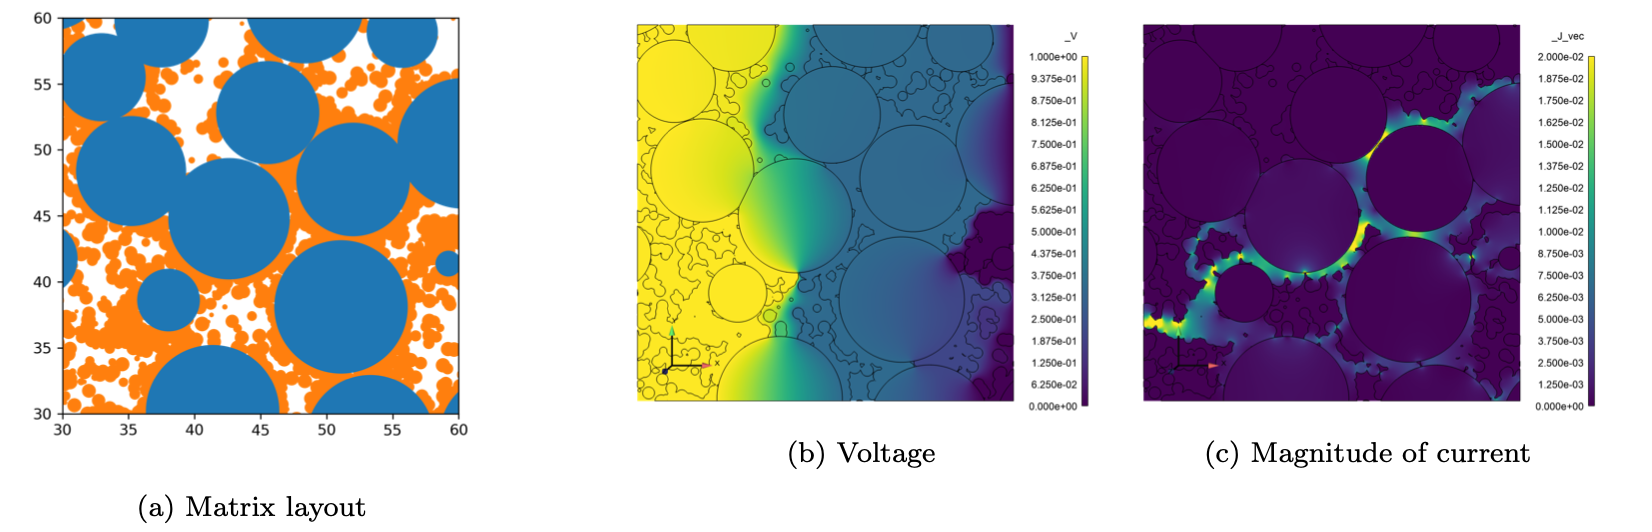 60
55
50
45
40
35
30
30 35 40 45 50 55 60
(a) Matrix layout
_V
1.000e+00
9.375e-01
8.750e-01
8.125e-01
7.500e-01
6.875e-01
6.250e-01
5.625e-01
5.000e-01
4.375e-01
3.750e-01
3.125e-01
2.500e-01
1.875e-01
1.250e-01
6.250e-02
0.000e+00
x
(b) Voltage
_J_vec
2.000e-02
1.875e-02
1.750e-02
1.625e-02
1.500e-02
1.375e-02
1.250e-02
1.125e-02
1.000e-02
8.750e-03
7.500e-03
6.250e-03
5.000e-03
3.750e-03
2.500e-03
1.250e-03
0.000e+00
(c) Magnitude of current